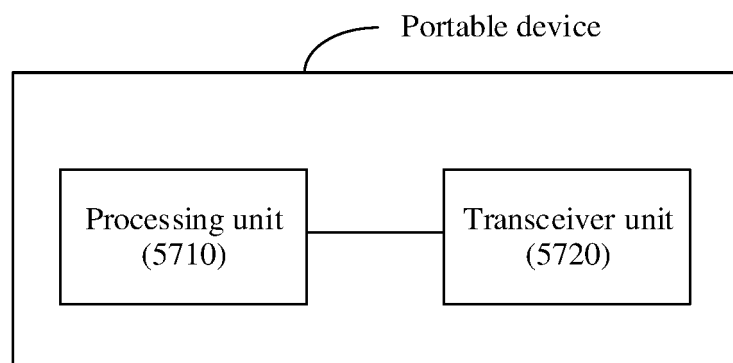 Portable device
Processing unit
(5710)
Transceiver unit
(5720)